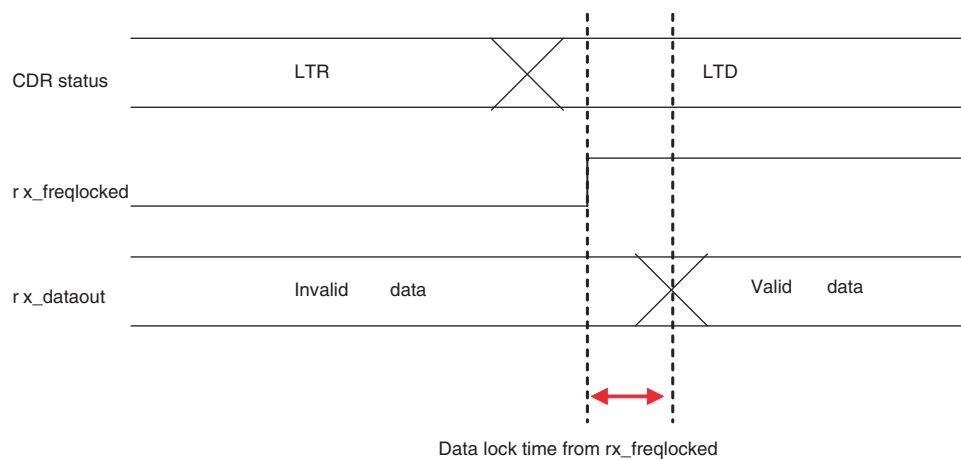 CDR status
LTR
LTD
r x_freqlocked
r x_dataout
Invalid data
Valid data
Data lock time from rx_freqlocked